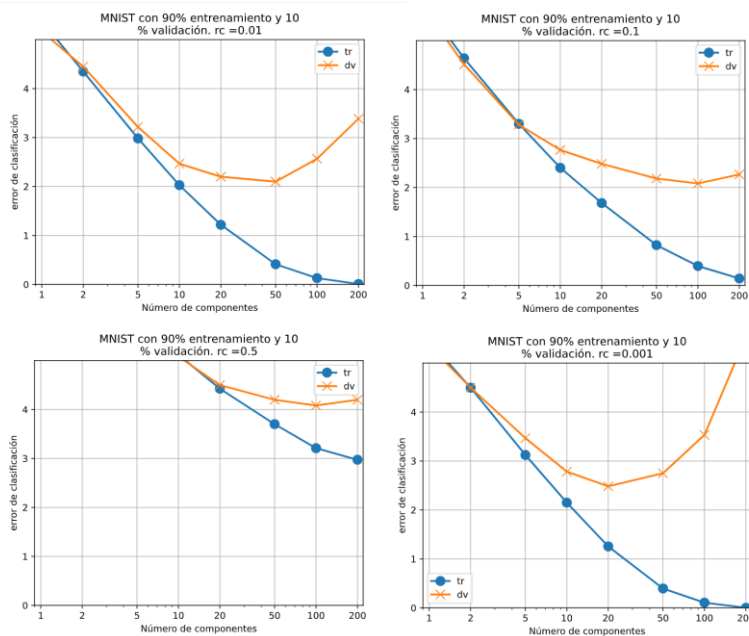 MNIST con 90% entrenamiento y 10
% validación. rc =0.01
tr
dv
error de clasificación
4
3
2
1
0
1 2 5 10 20 50 100 200
Número de componentes
MNIST con 90% entrenamiento y 10
% validación. rc =0.1
tr
dv
error de clasificación
4
3
2
1
0
1 2 5 10 20 50 100 200
Número de componentes
MNIST con 90% entrenamiento y 10
% validación. rc =0.5
tr
dv
error de clasificación
4
3
2
1
0
1 2 5 10 20 50 100 200
Número de componentes
MNIST con 90% entrenamiento y 10
% validación. rc =0.001
error de clasificación
4
3
2
1
0
tr
dv
1 2 5 10 20 50 100 200
Número de componentes